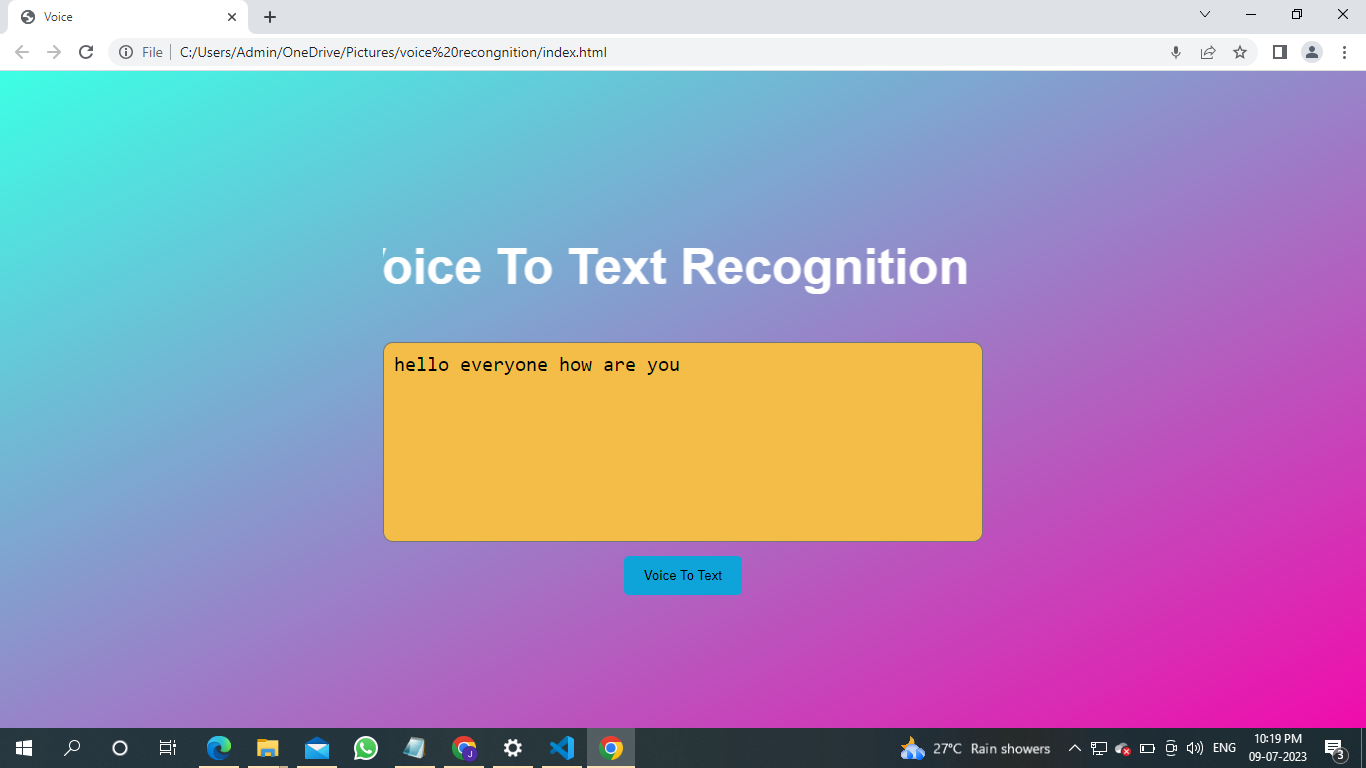 Voice
File
C:/Users/Admin/OneDrive/Pictures/voice%20recongnition/index.html
oice To Text Recognition
hello everyone how are you
Voice To Text
27°C Rain showers
ENG
10:19 PM
09-07-2023
3
J